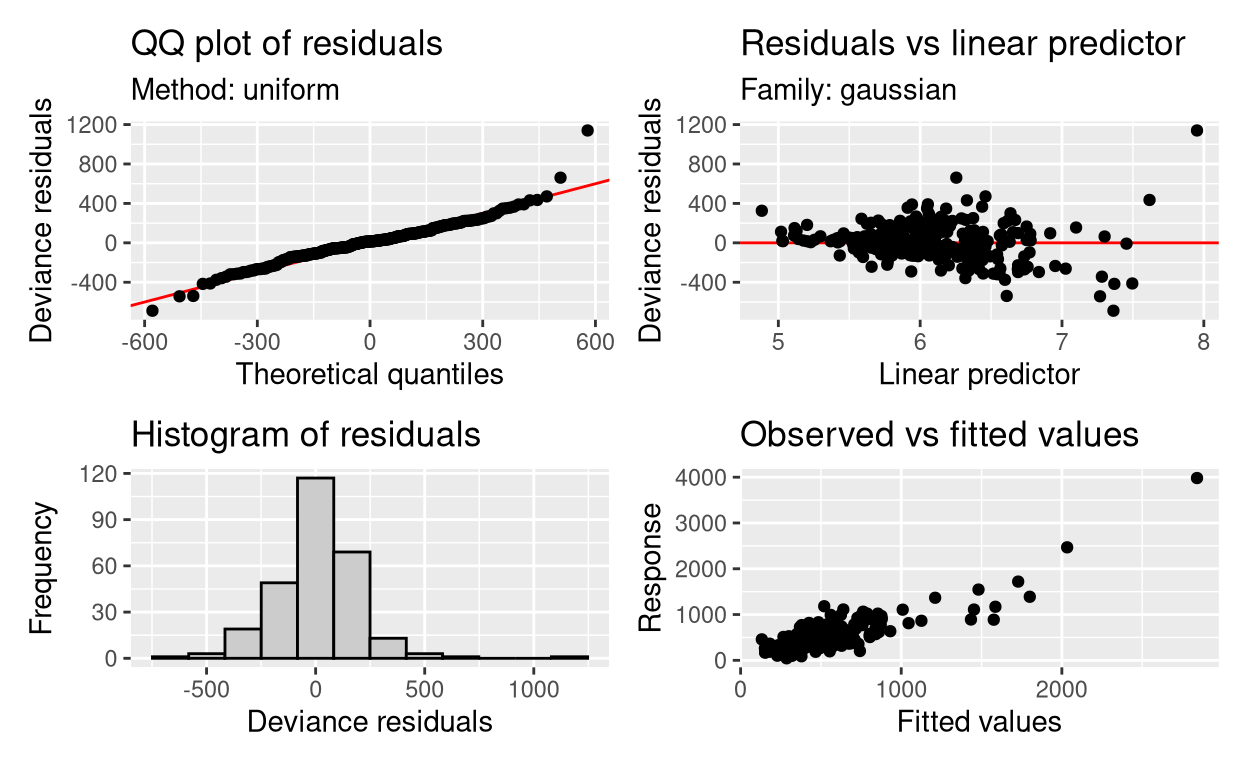 QQ plot of residuals
Method: uniform
Deviance residuals
1200
800
400
0
-400
-600
-300
0
300
600
Theoretical quantiles
Residuals vs linear predictor
Family: gaussian
Deviance residuals
1200
800
400
0
-400
5
6
7
8
Linear predictor
Histogram of residuals
Frequency
120
90
60
30
0
-500
0
500
1000
Deviance residuals
Observed vs fitted values
Response
4000
3000
2000
1000
0
0
1000
2000
Fitted values